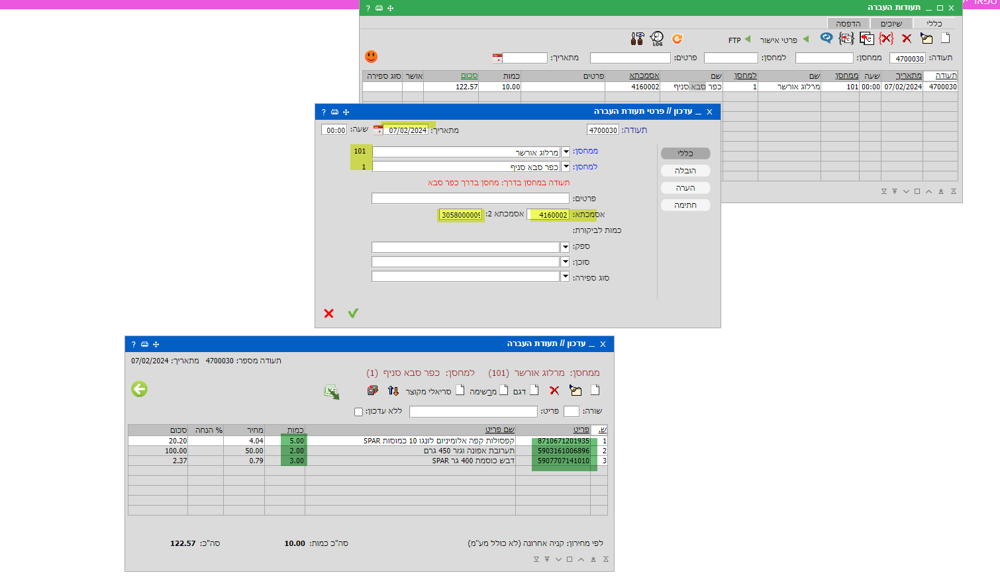 ספאר
תעודות העברה
כללי שיוכים הדפסה
פרטי אישור FTP LOG
תעודה: 4700030 ממחסן: למחסן: פרטים: מתאריך:
תעודה מתאריך שעה ממחסן שם למחסן שם אסמכתא פרטים כמות סכום אושר סוג ספירה
4700030 07/02/2024 00:00 101 מרלוג אורשר 1 כפר סבא סניף 4160002 10.00 122.57
עדכון // פרטי תעודת העברה
תעודה: 4700030 מתאריך: 07/02/2024 שעה: 00:00
כללי
הובלה
הערה
חתימה
ממחסן: מרלוג אורשר 101
למחסן: כפר סבא סניף 1
תעודה במחסן בדרך: מחסן בדרך כפר סבא
פרטים:
אסמכתא: 4160002 אסמכתא 2: 3058000009
כמות לביקורת:
ספק:
סוכן:
סוג ספירה:
עדכון // תעודת העברה
תעודה מספר: 4700030 מתאריך: 07/02/2024
ממחסן: מרלוג אורשר (101) למחסן: כפר סבא סניף (1)
דגם מרשימה סריאלי מקוצר
שורה: פריט: ללא עדכון:
ש. פריט שם פריט כמות מחיר % הנחה סכום
1 8710671201935 קפסולות קפה אלומיניום לונגו 10 כמוסות SPAR 5.00 4.04 20.20
2 5903161006896 תערובת אפונה וגזר 450 גרם 2.00 50.00 100.00
3 5907707141010 דבש כוסמת 400 גר SPAR 3.00 0.79 2.37
לפי מחירון: קניה אחרונה (לא כולל מע"מ) סה"כ כמות: 10.00 סה"כ: 122.57